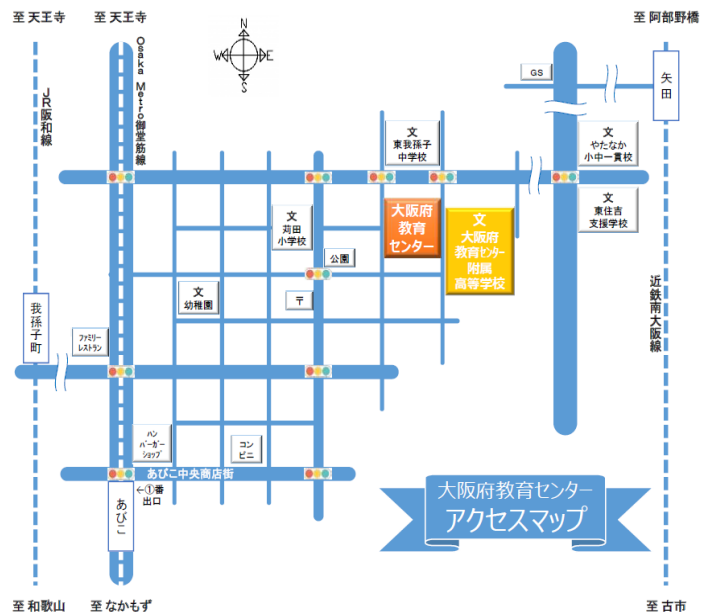 至 天王寺
至 天王寺
至 阿部野橋
N
W
E
S
JR阪和線
Osaka Metro御堂筋線
GS
矢田
文
東我孫子
中学校
文
やたなか
小中一貫校
文
苅田
小学校
大阪府
教育
センター
文
大阪府
教育センター
附属
高等学校
文
東住吉
支援学校
公園
文
幼稚園
〒
近鉄南大阪線
我孫子町
ファミリー
レストラン
ハン
バーガー
ショップ
コン
ビニ
あびこ中央商店街
あびこ
←①番
出口
大阪府教育センター
アクセスマップ
至 和歌山
至 なかもず
至 古市